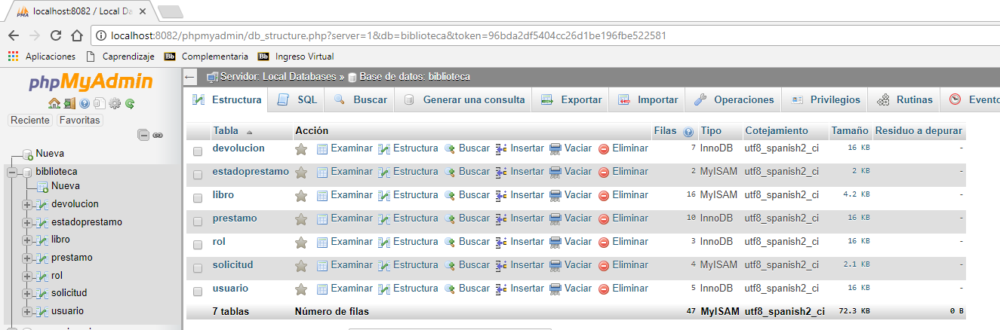 localhost:8082 / Local Da
localhost:8082/phpmyadmin/db_structure.php?server=1&db=biblioteca&token=96bda2df5404cc26d1be196fbe522581
Aplicaciones Caprendizaje Bb Complementaria Bb Ingreso Virtual
phpMyAdmin
Reciente Favoritas
Nueva
biblioteca
Nueva
devolucion
estadoprestamo
libro
prestamo
rol
solicitud
usuario
Servidor: Local Databases » Base de datos: biblioteca
Estructura SQL Buscar Generar una consulta Exportar Importar Operaciones Privilegios Rutinas Evento
Tabla Acción Filas Tipo Cotejamiento Tamaño Residuo a depurar
devolucion Examinar Estructura Buscar Insertar Vaciar Eliminar 7 InnoDB utf8_spanish2_ci 16 KB -
estadoprestamo Examinar Estructura Buscar Insertar Vaciar Eliminar 2 MyISAM utf8_spanish2_ci 2 KB -
libro Examinar Estructura Buscar Insertar Vaciar Eliminar 16 MyISAM utf8_spanish2_ci 4.2 KB -
prestamo Examinar Estructura Buscar Insertar Vaciar Eliminar 10 InnoDB utf8_spanish2_ci 16 KB -
rol Examinar Estructura Buscar Insertar Vaciar Eliminar 3 InnoDB utf8_spanish2_ci 16 KB -
solicitud Examinar Estructura Buscar Insertar Vaciar Eliminar 4 MyISAM utf8_spanish2_ci 2.1 KB -
usuario Examinar Estructura Buscar Insertar Vaciar Eliminar 5 InnoDB utf8_spanish2_ci 16 KB -
7 tablas Número de filas 47 MyISAM utf8_spanish2_ci 72.3 KB 0 B